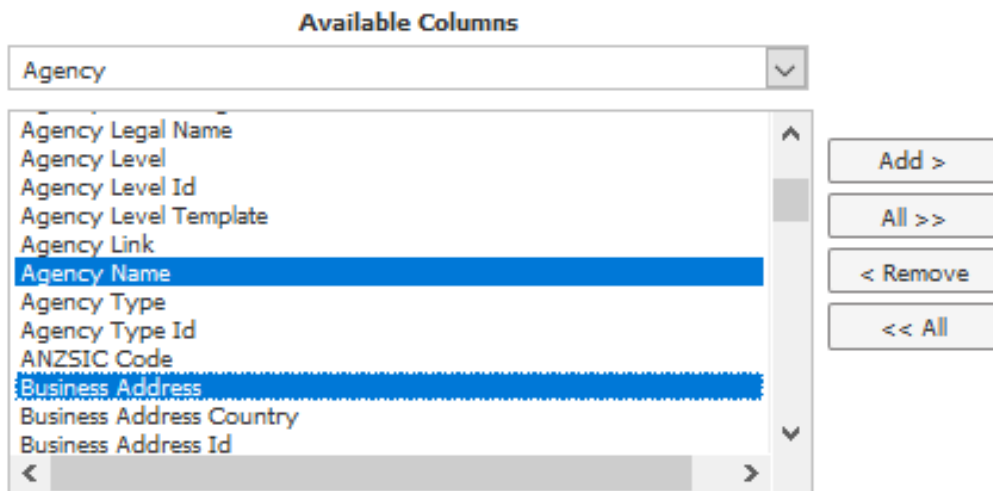 Available Columns
Agency
Agency Legal Name
Agency Level
Agency Level Id
Agency Level Template
Agency Link
Agency Name
Agency Type
Agency Type Id
ANZSIC Code
Business Address
Business Address Country
Business Address Id
Add >
All >>
< Remove
<< All